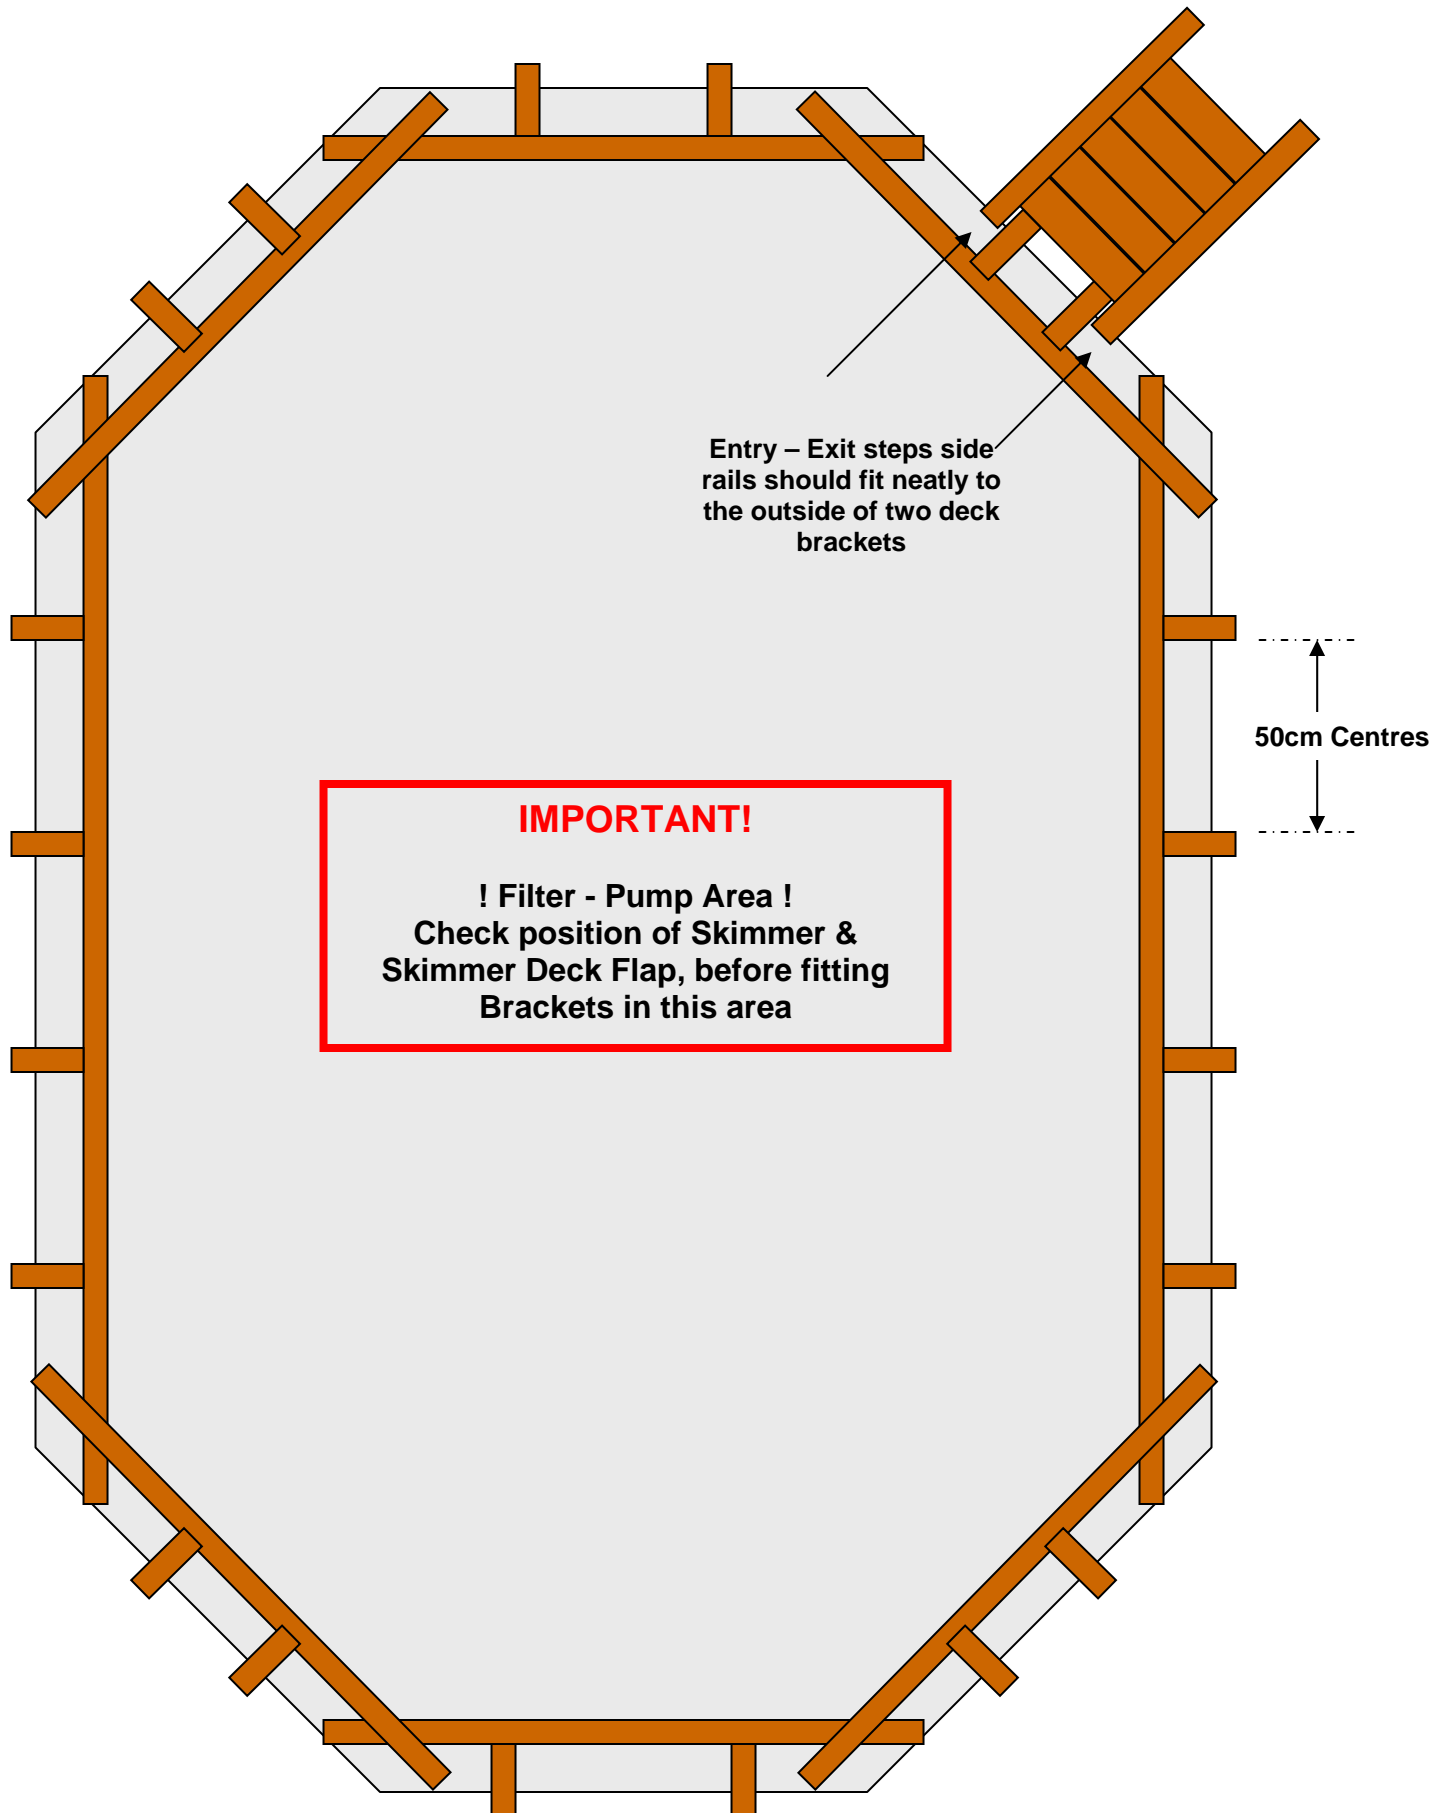 Entry – Exit steps side
rails should fit neatly to
the outside of two deck
brackets
50cm Centres
IMPORTANT!
! Filter - Pump Area !
Check position of Skimmer &
Skimmer Deck Flap, before fitting
Brackets in this area